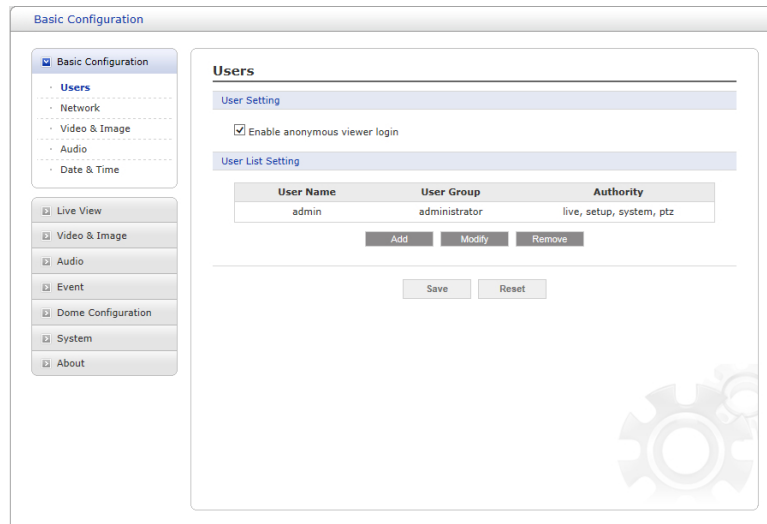 Basic Configuration
Basic Configuration
Users
Network
Video & Image
Audio
Date & Time
Live View
Video & Image
Audio
Event
Dome Configuration
System
About
Users
User Setting
Enable anonymous viewer login
User List Setting
User Name User Group Authority
admin administrator live, setup, system, ptz
Add Modify Remove
Save Reset